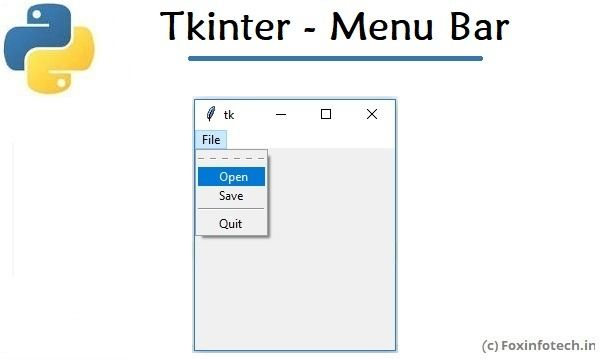 Tkinter - Menu Bar
tk
File
Open
Save
Quit
(c) Foxinfotech.in